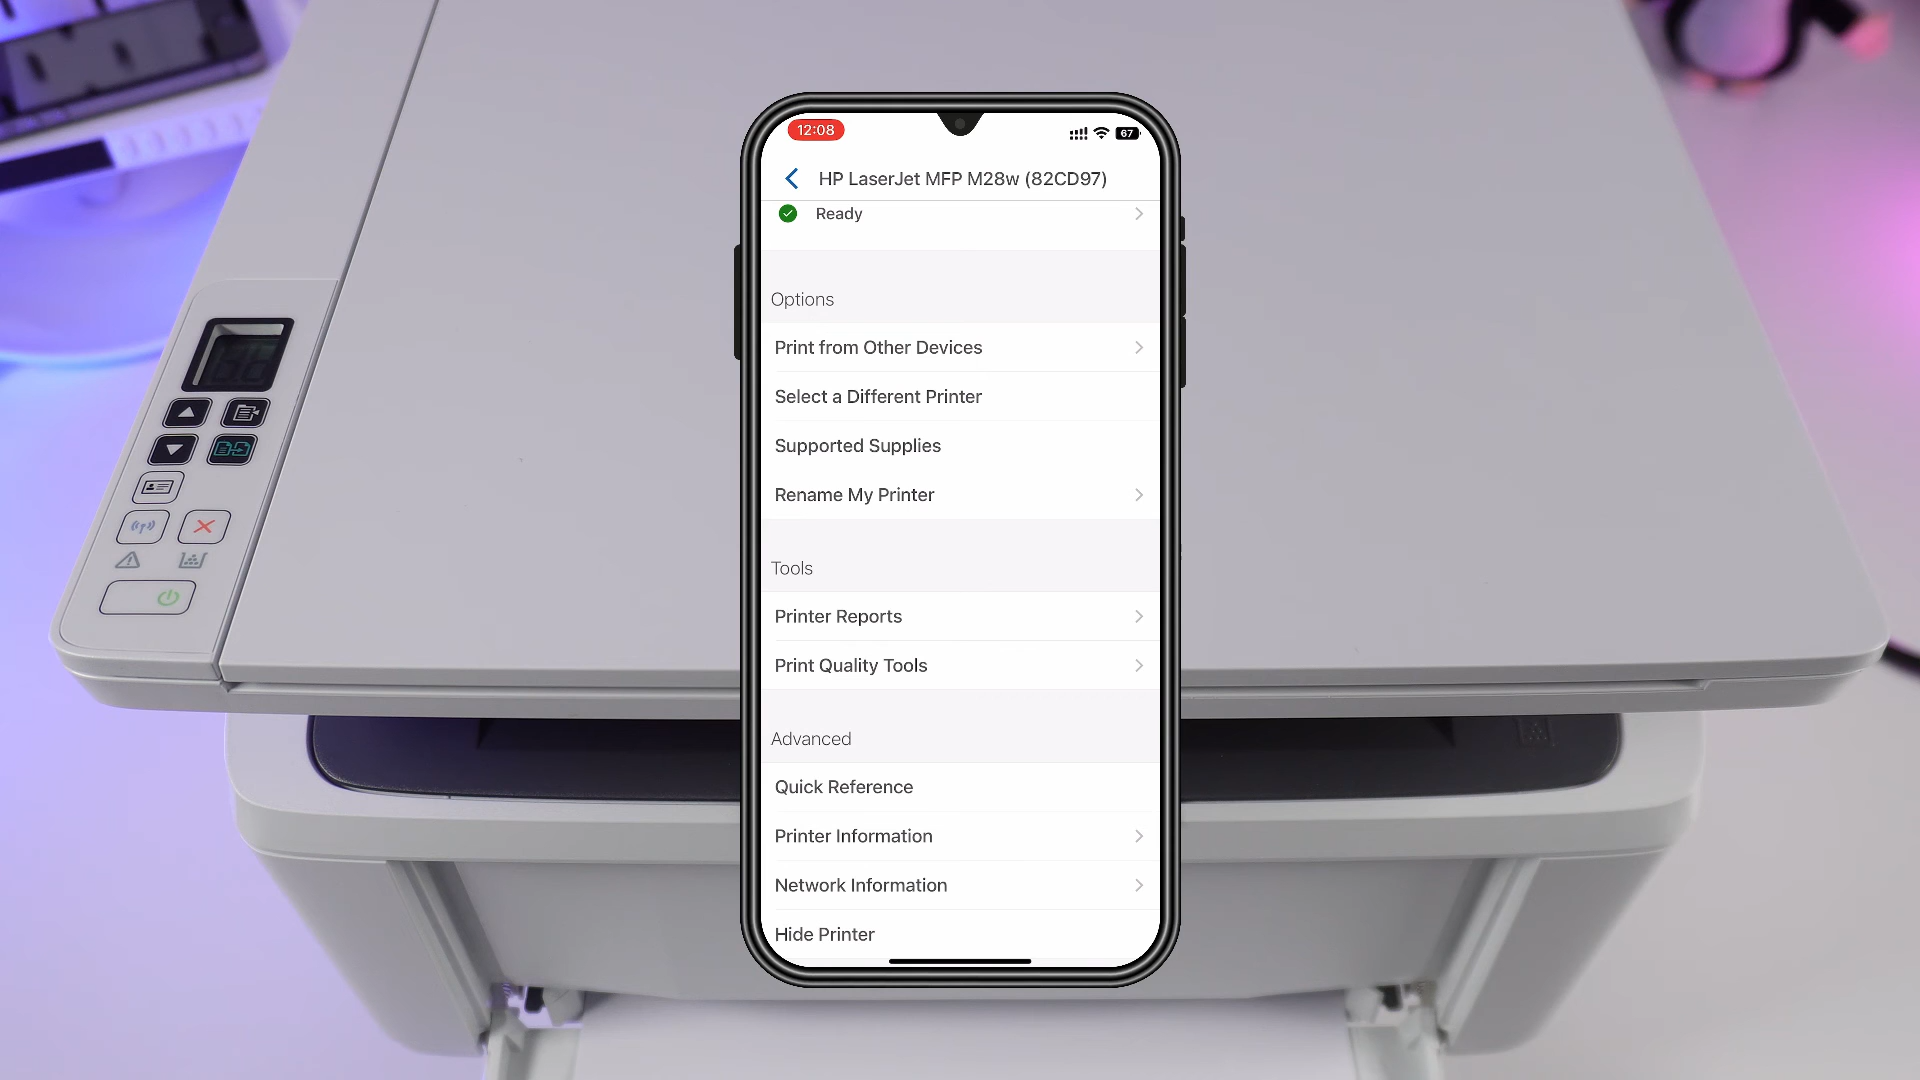 12:08
67
HP LaserJet MFP M28w (82CD97)
Ready
Options
Print from Other Devices
Select a Different Printer
Supported Supplies
Rename My Printer
Tools
Printer Reports
Print Quality Tools
Advanced
Quick Reference
Printer Information
Network Information
Hide Printer